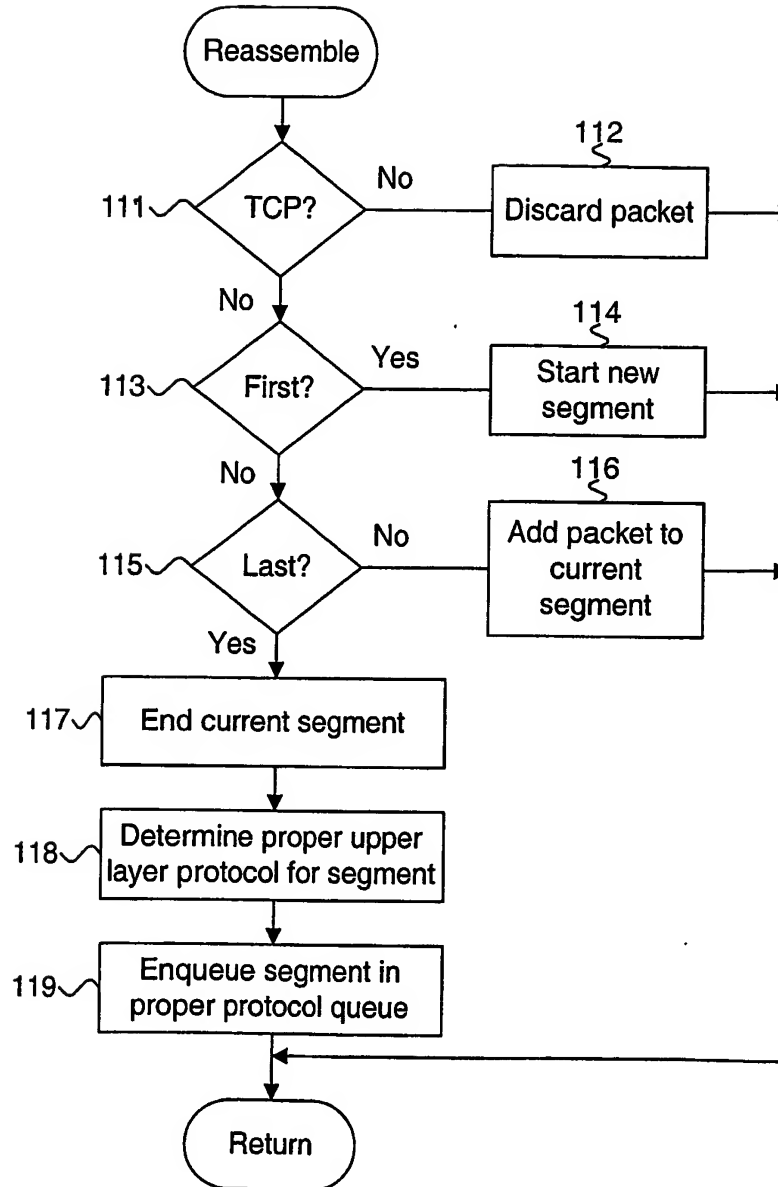 Reassemble
112
111
TCP?
No
Discard packet
No
114
113
First?
Yes
Start new
segment
No
116
115
Last?
No
Add packet to
current
segment
Yes
117
End current segment
118
Determine proper upper
layer protocol for segment
119
Enqueue segment in
proper protocol queue
Return